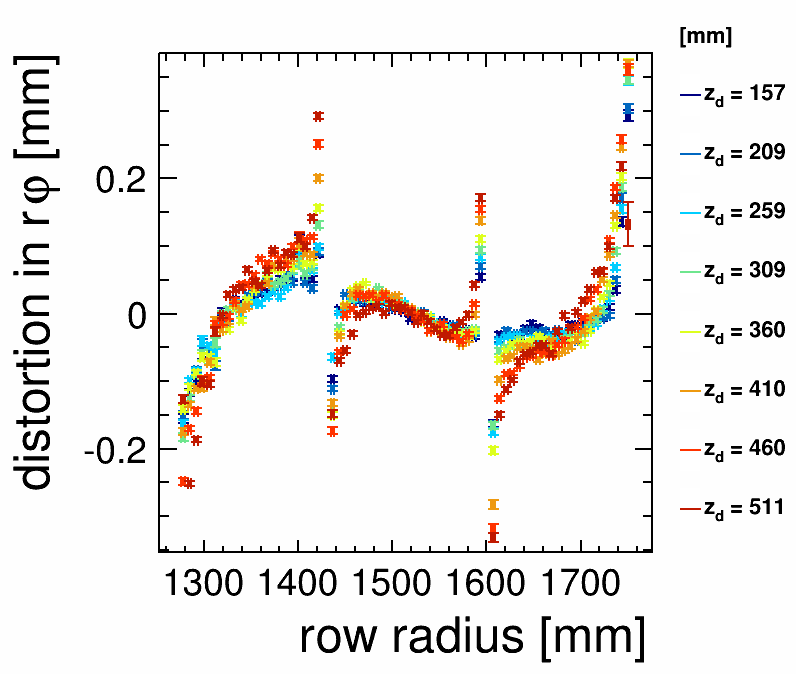 [mm]
distortion in rφ [mm]
0.2
0
-0.2
1300 1400 1500 1600 1700
row radius [mm]
z_d = 157
z_d = 209
z_d = 259
z_d = 309
z_d = 360
z_d = 410
z_d = 460
z_d = 511